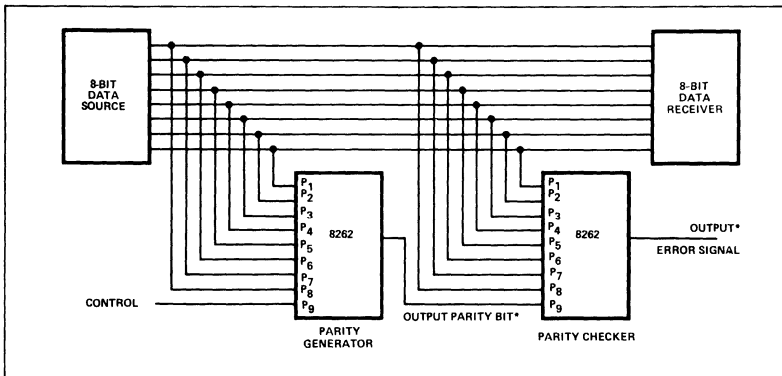 8-BIT
DATA
SOURCE
8-BIT
DATA
RECEIVER
P1
P2
P3
P4
P5
P6
P7
P8
P9
8262
P1
P2
P3
P4
P5
P6
P7
P8
P9
8262
OUTPUT*
ERROR SIGNAL
CONTROL
OUTPUT PARITY BIT*
PARITY
GENERATOR
PARITY CHECKER